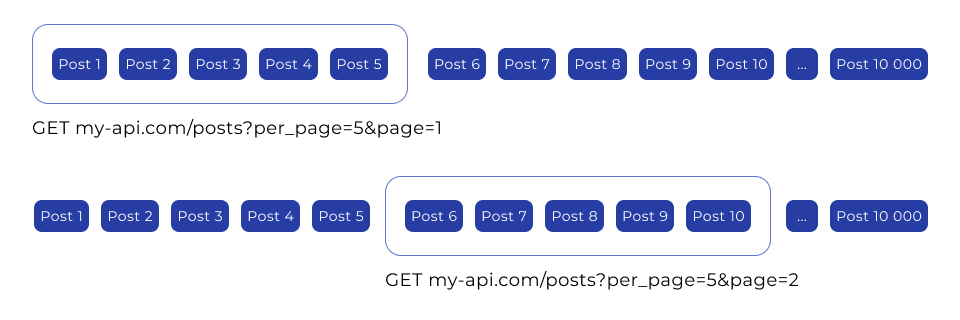 Post 1 Post 2 Post 3 Post 4 Post 5 Post 6 Post 7 Post 8 Post 9 Post 10 ... Post 10 000
GET my-api.com/posts?per_page=5&page=1
Post 1 Post 2 Post 3 Post 4 Post 5 Post 6 Post 7 Post 8 Post 9 Post 10 ... Post 10 000
GET my-api.com/posts?per_page=5&page=2